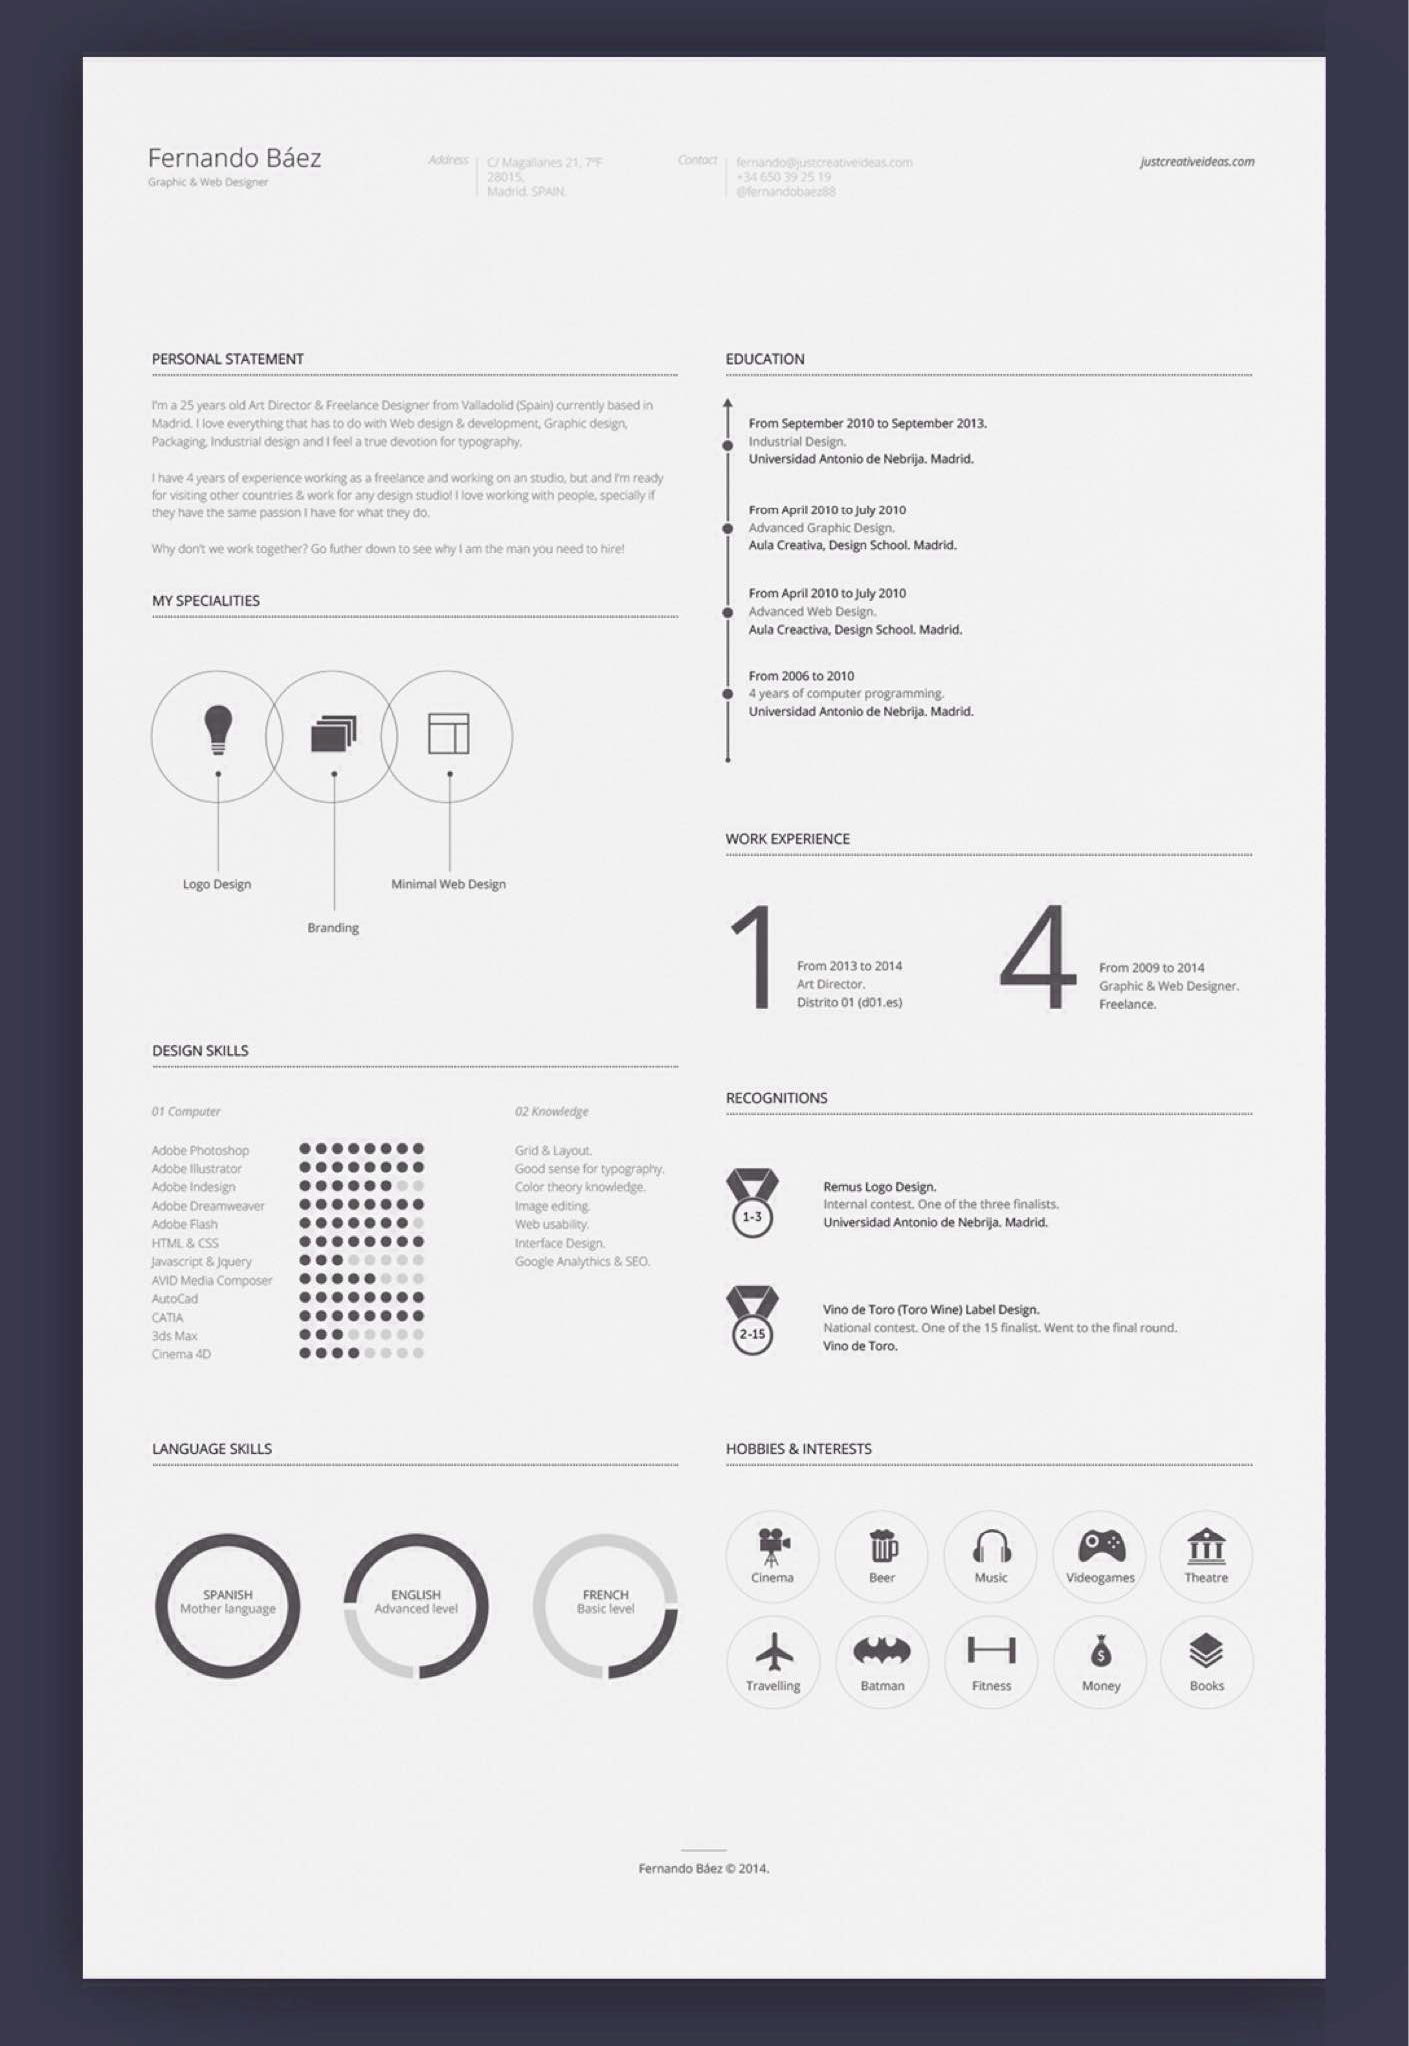 Fernando Báez
Graphic & Web Designer
Address
C/ Magallanes 21, 7ºF
28015,
Madrid. SPAIN.
Contact
fernando@justcreativeideas.com
+34 650 39 25 19
@fernandobaez88
justcreativeideas.com
PERSONAL STATEMENT
I'm a 25 years old Art Director & Freelance Designer from Valladolid (Spain) currently based in
Madrid. I love everything that has to do with Web design & development, Graphic design,
Packaging, Industrial design and I feel a true devotion for typography.
I have 4 years of experience working as a freelance and working on an studio, but and I'm ready
for visiting other countries & work for any design studio! I love working with people, specially if
they have the same passion I have for what they do.
Why don't we work together? Go futher down to see why I am the man you need to hire!
MY SPECIALITIES
Logo Design
Branding
Minimal Web Design
DESIGN SKILLS
01 Computer
Adobe Photoshop
Adobe Illustrator
Adobe Indesign
Adobe Dreamweaver
Adobe Flash
HTML & CSS
Javascript & Jquery
AVID Media Composer
AutoCad
CATIA
3ds Max
Cinema 4D
02 Knowledge
Grid & Layout.
Good sense for typography.
Color theory knowledge.
Image editing.
Web usability.
Interface Design.
Google Analythics & SEO.
LANGUAGE SKILLS
SPANISH
Mother language
ENGLISH
Advanced level
FRENCH
Basic level
EDUCATION
From September 2010 to September 2013.
Industrial Design.
Universidad Antonio de Nebrija. Madrid.
From April 2010 to July 2010
Advanced Graphic Design.
Aula Creativa, Design School. Madrid.
From April 2010 to July 2010
Advanced Web Design.
Aula Creactiva, Design School. Madrid.
From 2006 to 2010
4 years of computer programming.
Universidad Antonio de Nebrija. Madrid.
WORK EXPERIENCE
1
From 2013 to 2014
Art Director.
Distrito 01 (d01.es)
4
From 2009 to 2014
Graphic & Web Designer.
Freelance.
RECOGNITIONS
1-3
Remus Logo Design.
Internal contest. One of the three finalists.
Universidad Antonio de Nebrija. Madrid.
2-15
Vino de Toro (Toro Wine) Label Design.
National contest. One of the 15 finalist. Went to the final round.
Vino de Toro.
HOBBIES & INTERESTS
Cinema
Beer
Music
Videogames
Theatre
Travelling
Batman
Fitness
$
Money
Books
Fernando Báez © 2014.